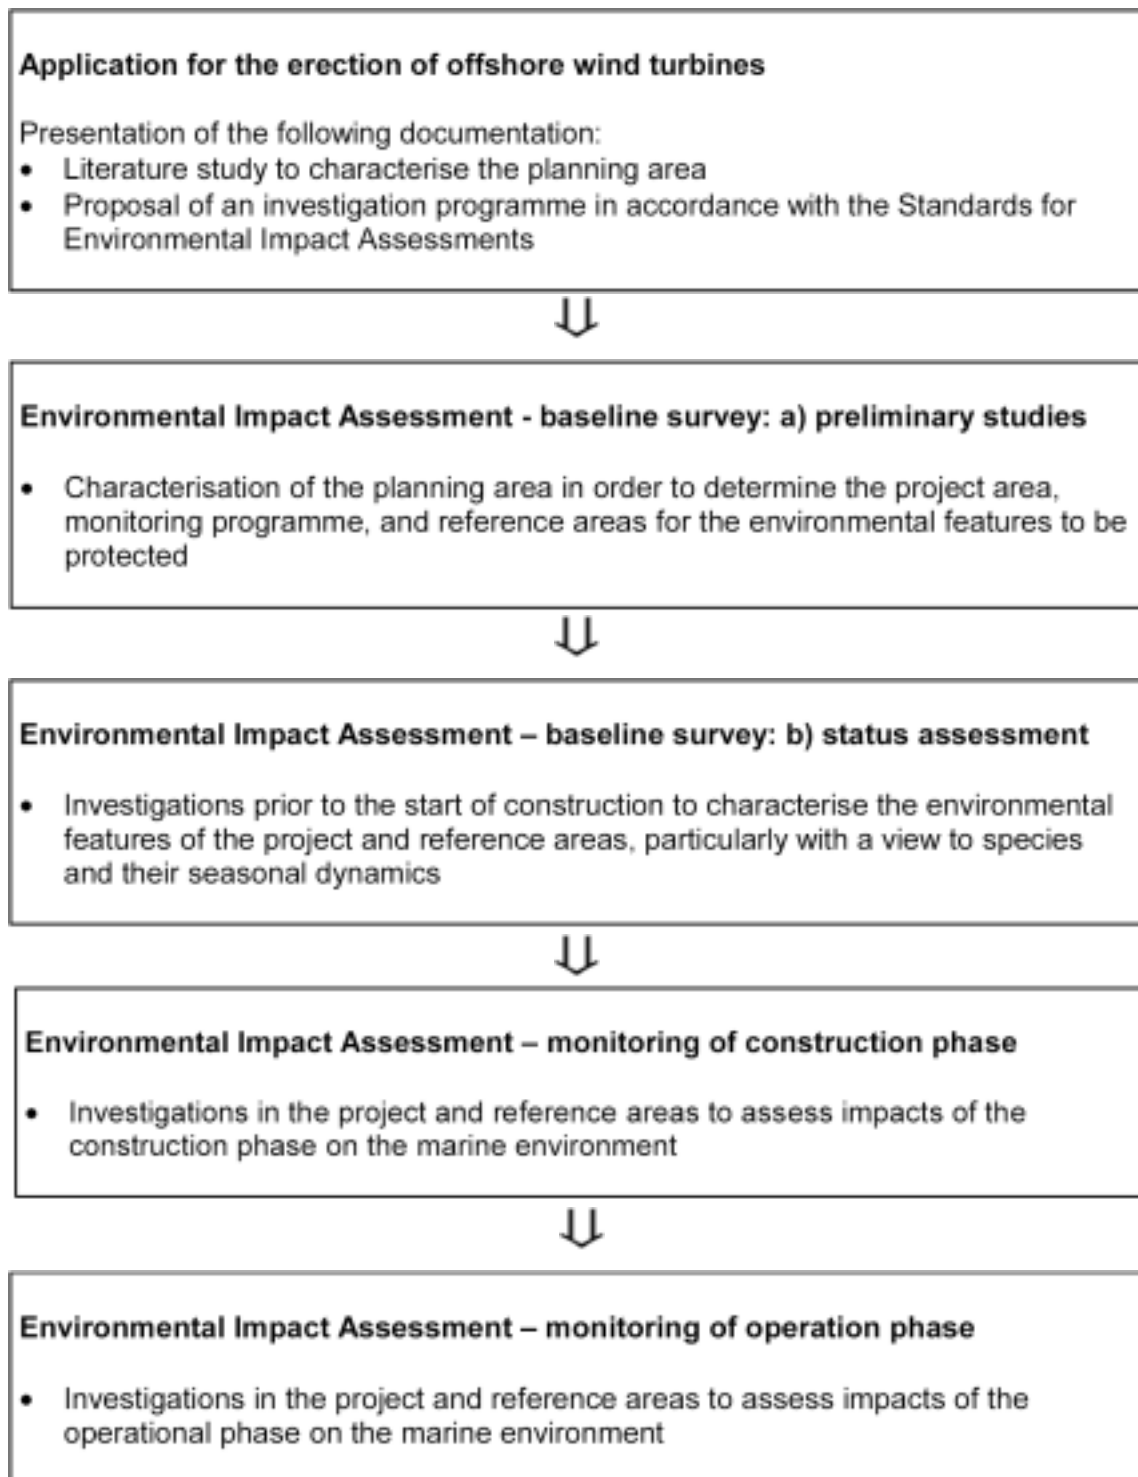 Application for the erection of offshore wind turbines
Presentation of the following documentation:
• Literature study to characterise the planning area
• Proposal of an investigation programme in accordance with the Standards for
Environmental Impact Assessments
Environmental Impact Assessment - baseline survey: a) preliminary studies
• Characterisation of the planning area in order to determine the project area,
monitoring programme, and reference areas for the environmental features to be
protected
Environmental Impact Assessment – baseline survey: b) status assessment
• Investigations prior to the start of construction to characterise the environmental
features of the project and reference areas, particularly with a view to species
and their seasonal dynamics
Environmental Impact Assessment – monitoring of construction phase
• Investigations in the project and reference areas to assess impacts of the
construction phase on the marine environment
Environmental Impact Assessment – monitoring of operation phase
• Investigations in the project and reference areas to assess impacts of the
operational phase on the marine environment